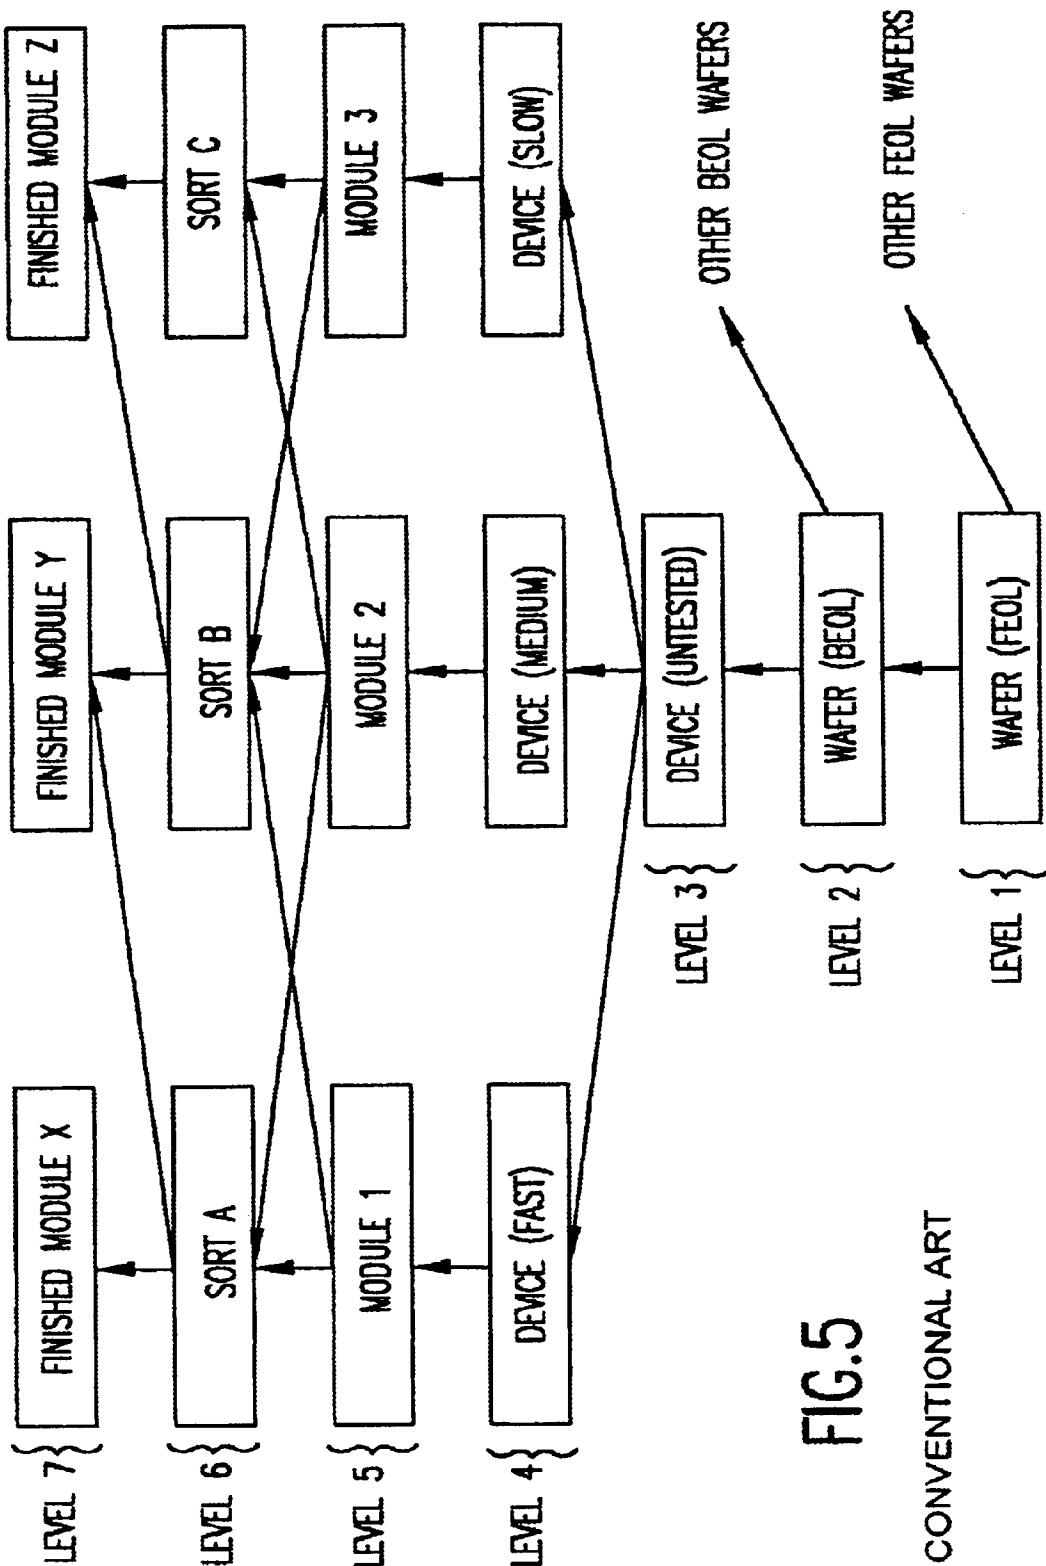 LEVEL 7
FINISHED MODULE X
FINISHED MODULE Y
FINISHED MODULE Z
LEVEL 6
SORT A
SORT B
SORT C
LEVEL 5
MODULE 1
MODULE 2
MODULE 3
LEVEL 4
DEVICE (FAST)
DEVICE (MEDIUM)
DEVICE (SLOW)
LEVEL 3
DEVICE (UNTESTED)
LEVEL 2
WAFER (BEOL)
OTHER BEOL WAFERS
LEVEL 1
WAFER (FEOL)
OTHER FEOL WAFERS
FIG.5
CONVENTIONAL ART